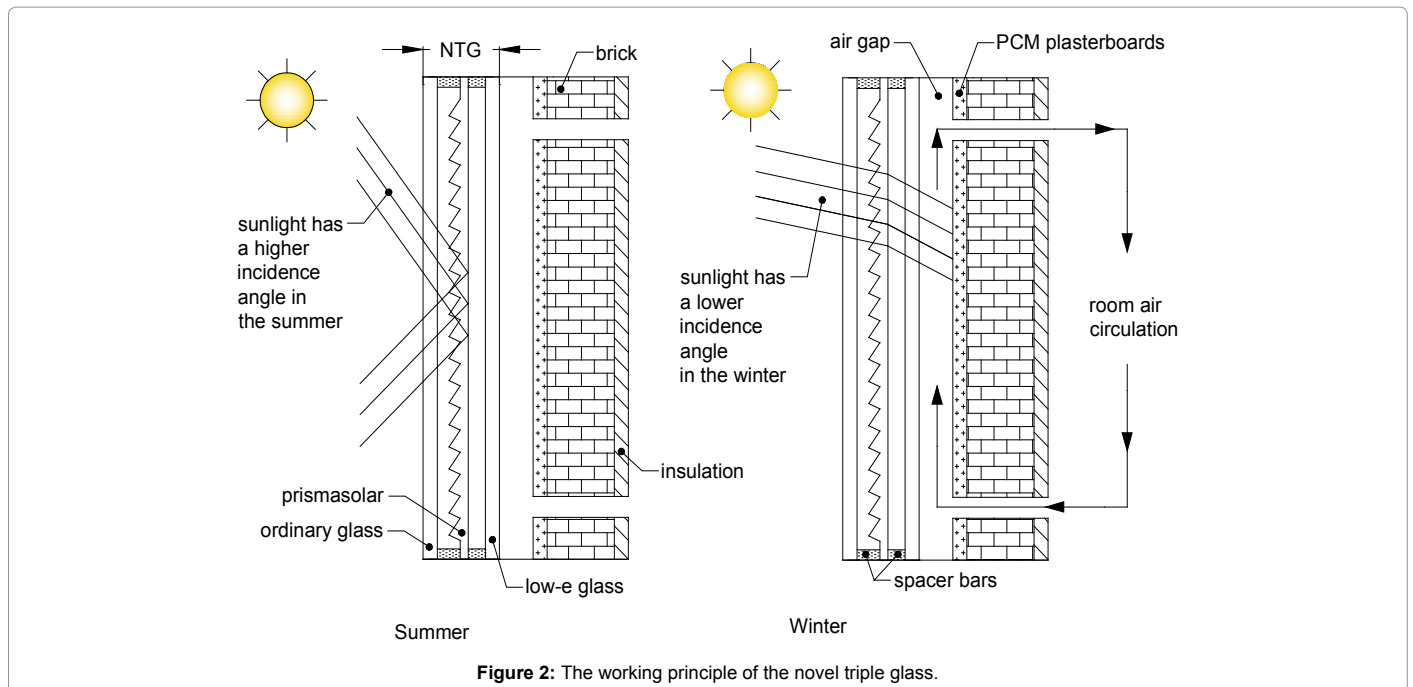 NTG
brick
sunlight has
a higher
incidence
angle in
the summer
insulation
prismasolar
ordinary glass
low-e glass
Summer
air gap
PCM plasterboards
sunlight has
a lower
incidence
angle
in the winter
room air
circulation
spacer bars
Winter
Figure 2: The working principle of the novel triple glass.